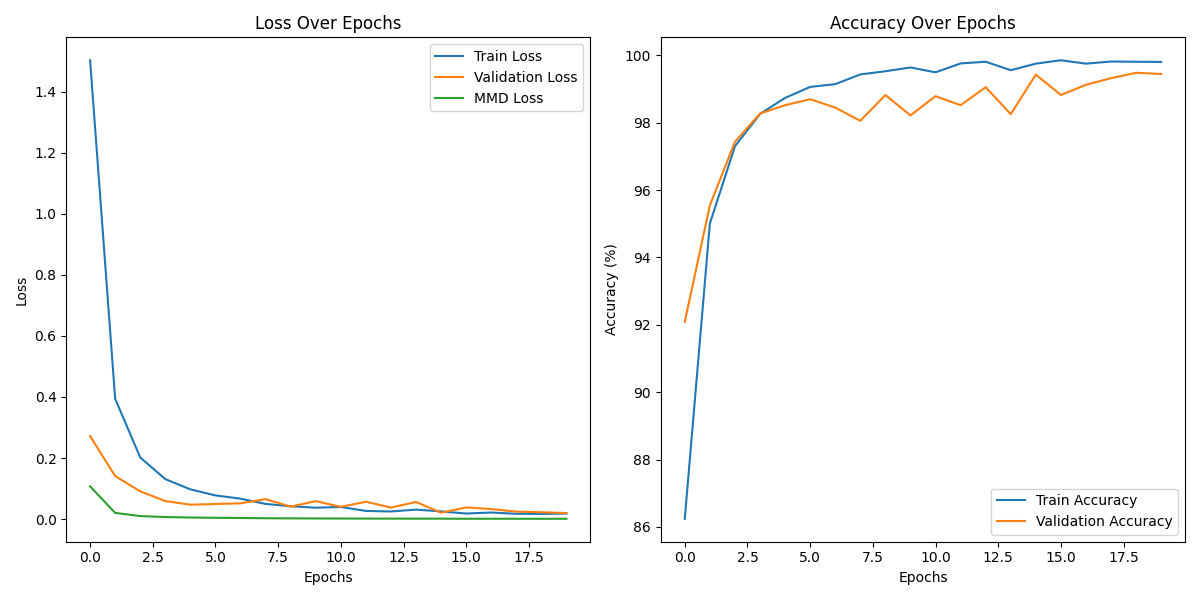 Loss Over Epochs
Loss
1.4
1.2
1.0
0.8
0.6
0.4
0.2
0.0
0.0 2.5 5.0 7.5 10.0 12.5 15.0 17.5
Epochs
Train Loss
Validation Loss
MMD Loss
Accuracy Over Epochs
Accuracy (%)
100
98
96
94
92
90
88
86
0.0 2.5 5.0 7.5 10.0 12.5 15.0 17.5
Epochs
Train Accuracy
Validation Accuracy